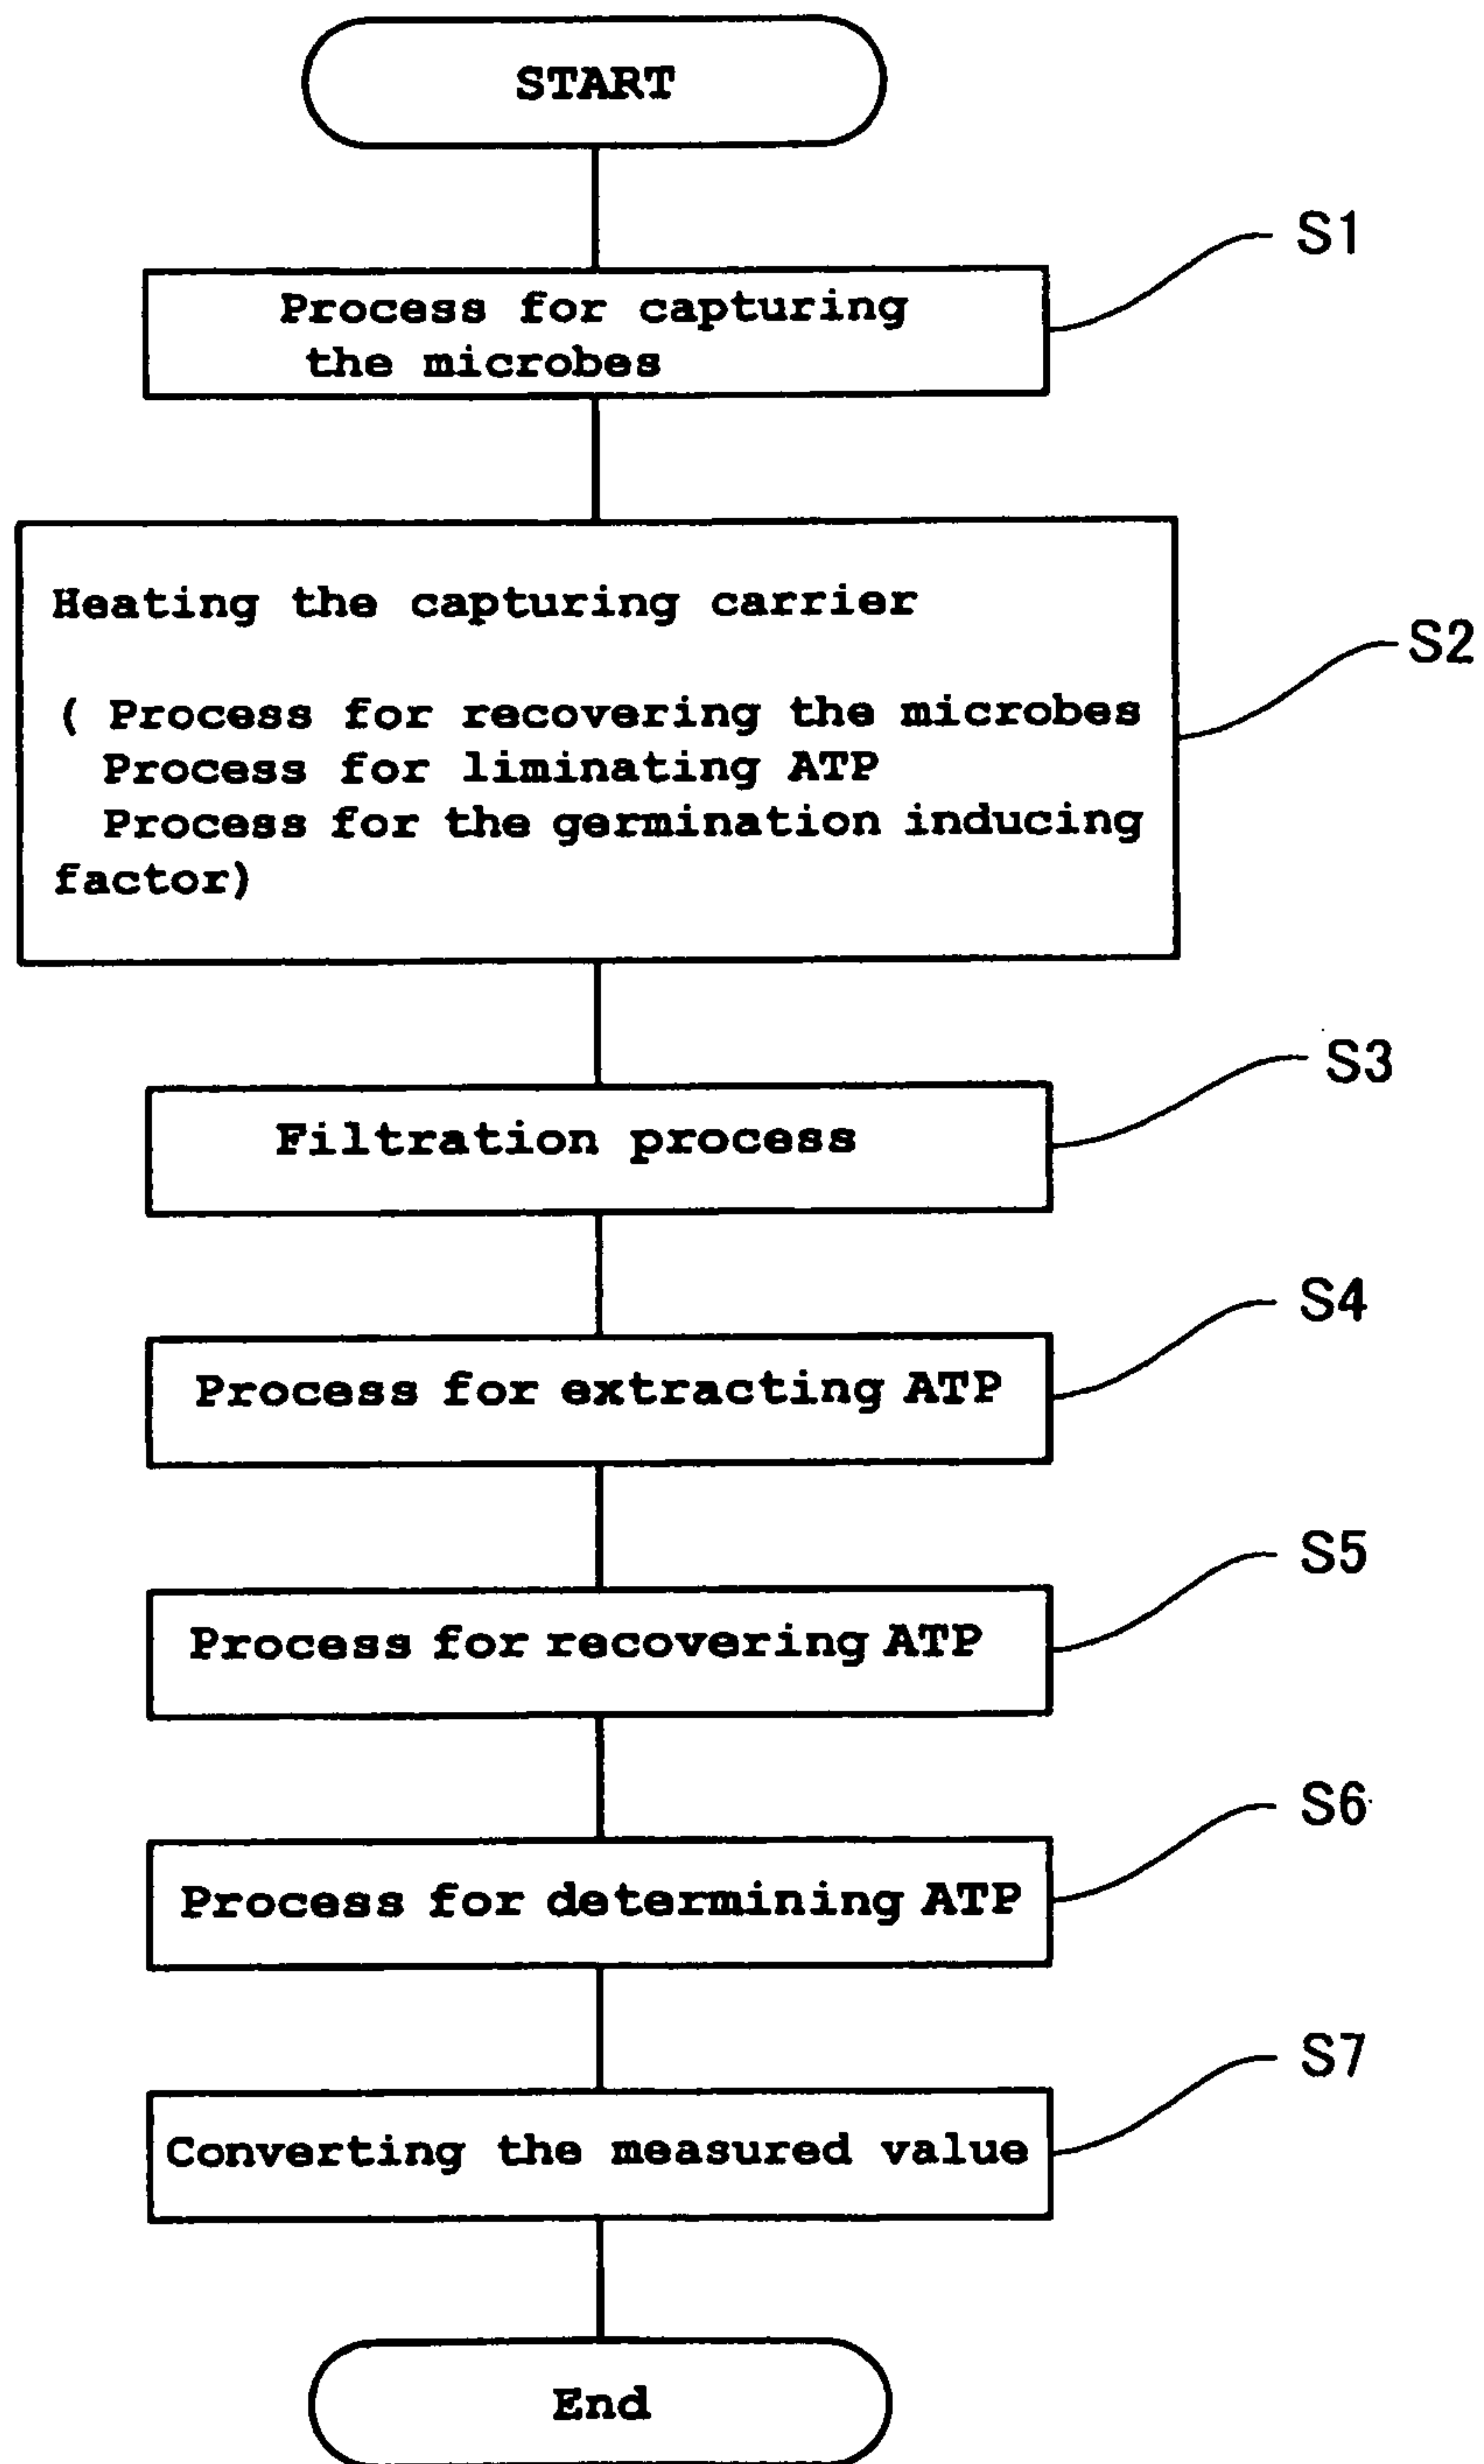 START
S1
Process for capturing
the microbes
Heating the capturing carrier
S2
( Process for recovering the microbes
Process for liminating ATP
Process for the germination inducing
factor)
S3
Filtration process
S4
Process for extracting ATP
S5
Process for recovering ATP
S6
Process for determining ATP
S7
Converting the measured value
End